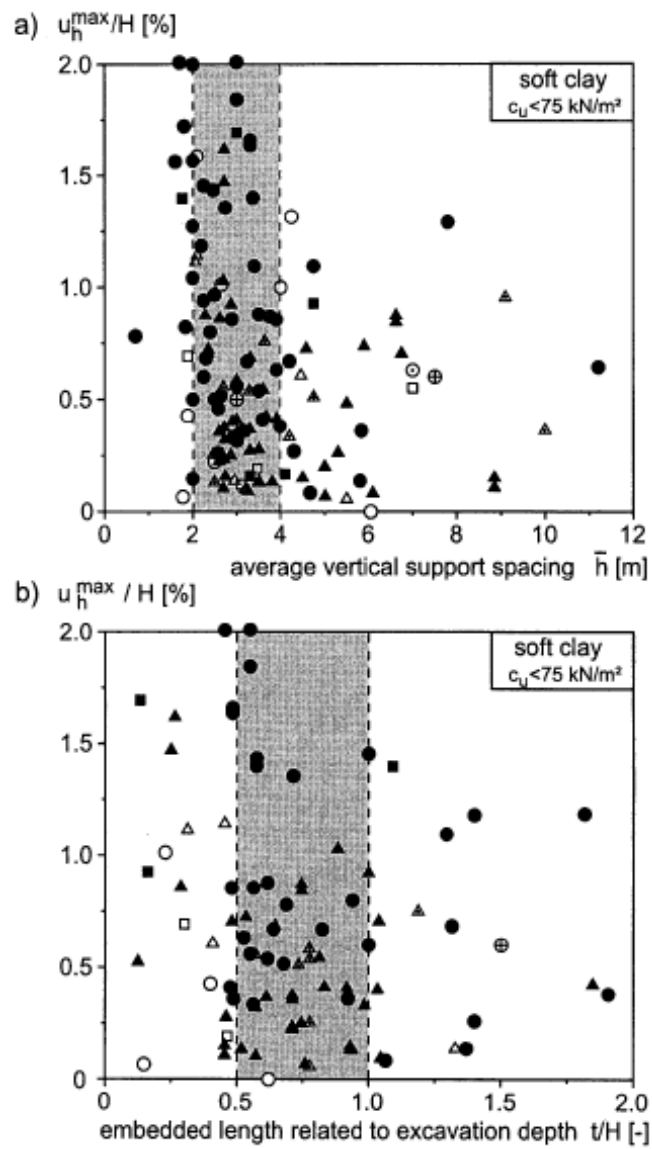 a) u_h^max/H [%]
soft clay
c_u<75 kN/m²
2.0
1.5
1.0
0.5
0
0 2 4 6 8 10 12
average vertical support spacing h̄ [m]
b) u_h^max / H [%]
soft clay
c_u<75 kN/m²
2.0
1.5
1.0
0.5
0
0 0.5 1.0 1.5 2.0
embedded length related to excavation depth t/H [-]